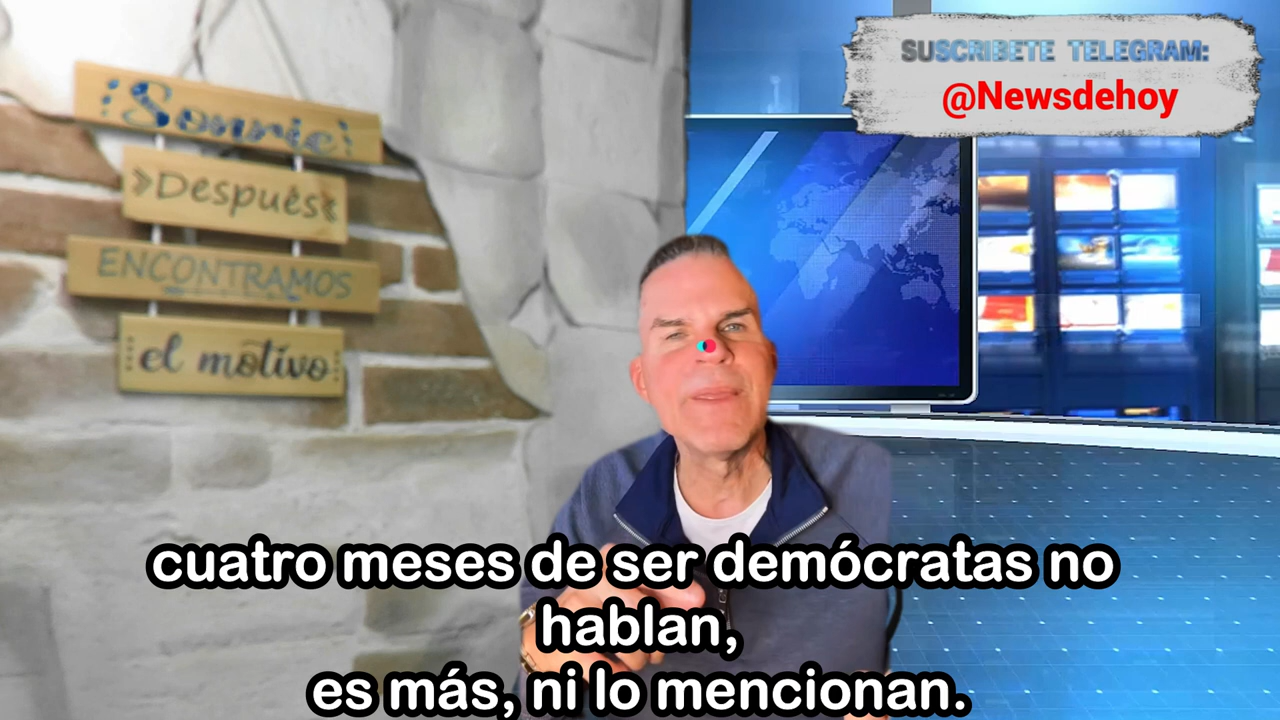 ¡Sonríe!
»Después«
ENCONTRAMOS
el motivo
SUSCRIBETE TELEGRAM:
@Newsdehoy
cuatro meses de ser demócratas no
hablan,
es más, ni lo mencionan.